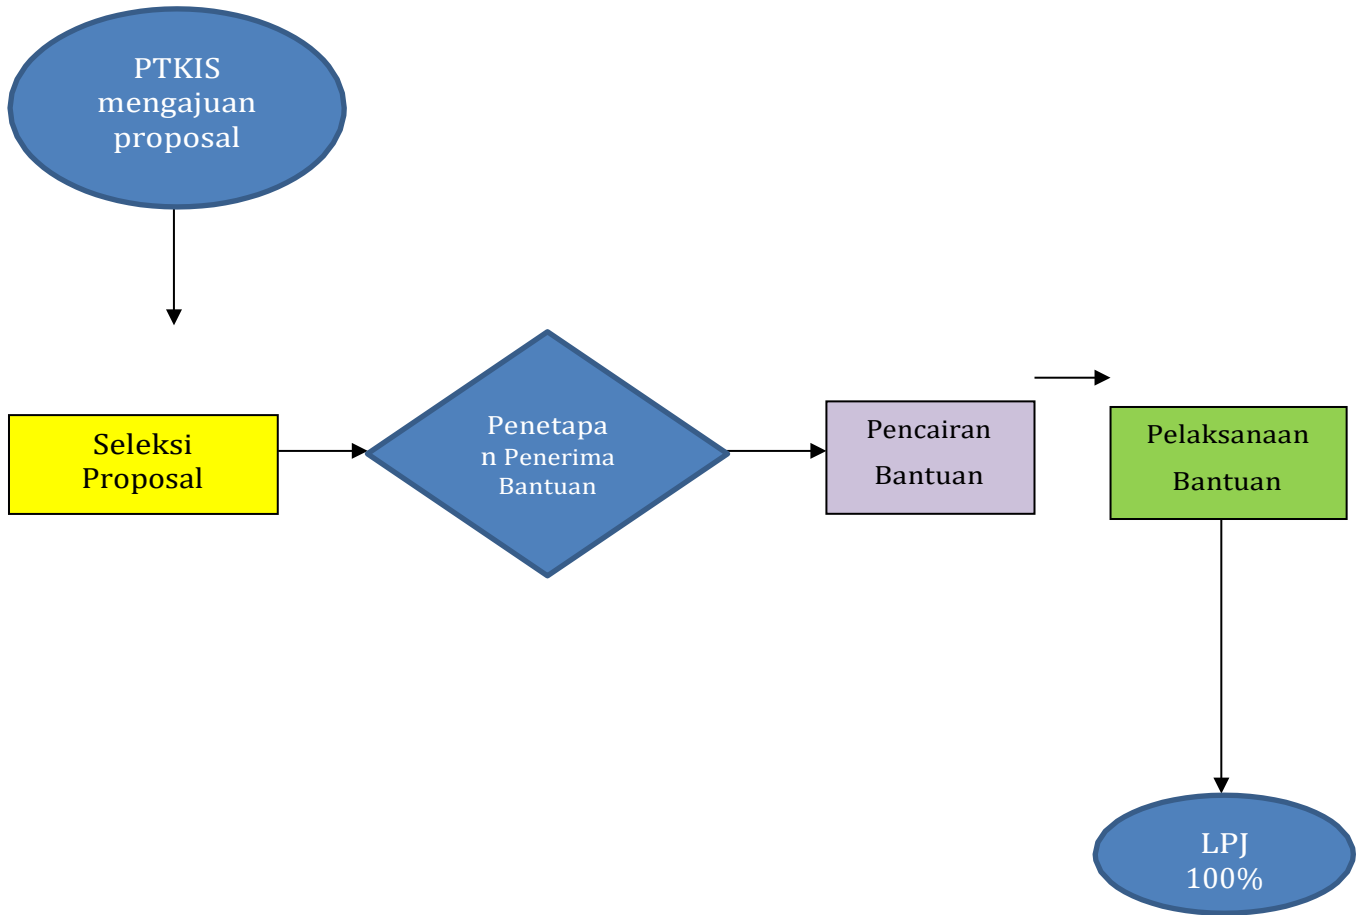 PTKIS
mengajuan
proposal
Seleksi
Proposal
Penetapa
n Penerima
Bantuan
Pencairan
Bantuan
Pelaksanaan
Bantuan
LPJ
100%